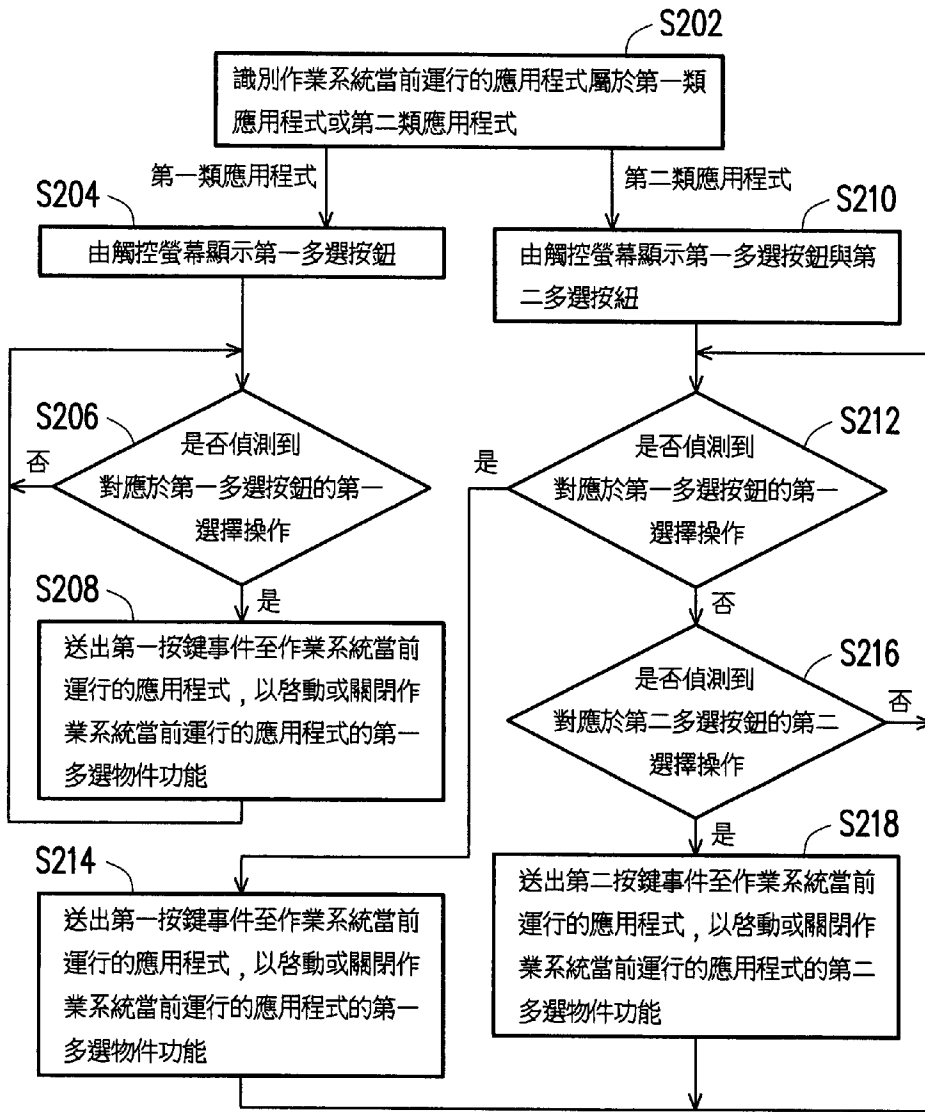 S202
識別作業系統當前運行的應用程式屬於第一類
應用程式或第二類應用程式
第一類應用程式
第二類應用程式
S204
由觸控螢幕顯示第一多選按鈕
S210
由觸控螢幕顯示第一多選按鈕與第
二多選按紐
S206
是否偵測到
對應於第一多選按鈕的第一
選擇操作
否
是
S208
送出第一按鍵事件至作業系統當前
運行的應用程式,以啓動或關閉作
業系統當前運行的應用程式的第一
多選物件功能
S212
是否偵測到
對應於第一多選按鈕的第一
選擇操作
是
否
S214
送出第一按鍵事件至作業系統當前
運行的應用程式,以啓動或關閉作
業系統當前運行的應用程式的第一
多選物件功能
S216
是否偵測到
對應於第二多選按鈕的第二
選擇操作
否
是
S218
送出第二按鍵事件至作業系統當前
運行的應用程式,以啓動或關閉作
業系統當前運行的應用程式的第二
多選物件功能